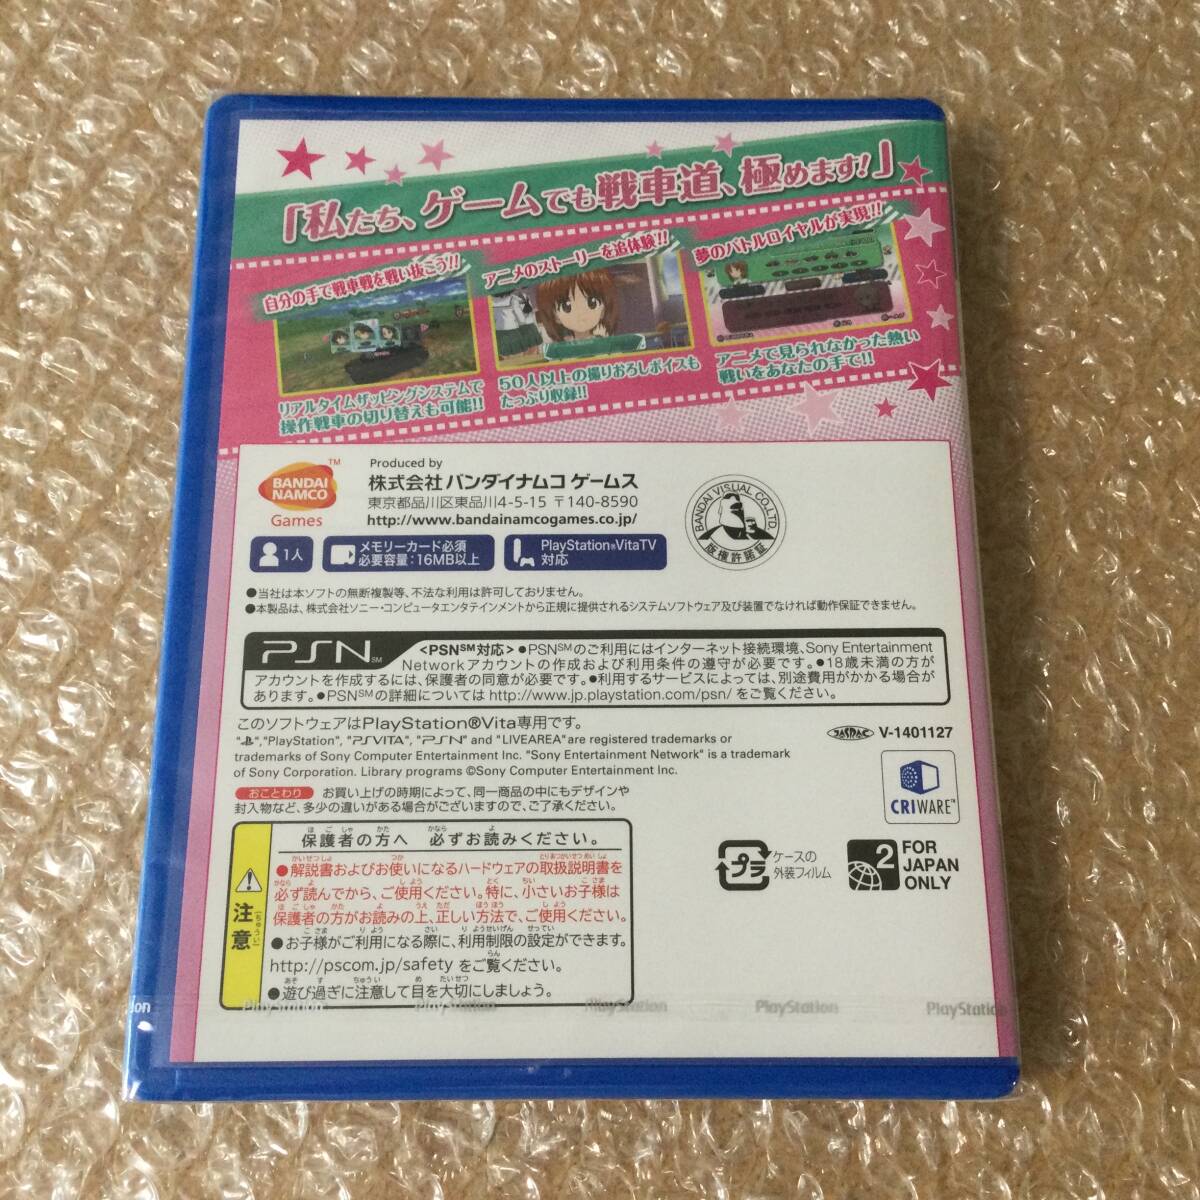 「私たち、ゲームでも戦車道、極めます!」
自分の手で戦車戦を戦い抜こう!!
アニメのストーリーを追体験!!
夢のバトルロイヤルが実現!!
リアルタイムザッピングシステムで
操作戦車の切り替えも可能!!
50人以上の撮りおろしボイスも
たっぷり収録!!
アニメで見られなかった熱い
戦いをあなたの手で!!
BANDAI
NAMCO
Games
TM
Produced by
株式会社 バンダイナムコ ゲームス
東京都品川区東品川4-5-15 〒140-8590
http://www.bandainamcogames.co.jp/
BANDAI VISUAL CO.,LTD.
版権許諾証
1人
メモリーカード必須
必要容量:16MB以上
PlayStation®VitaTV
対応
●当社は本ソフトの無断複製等、不法な利用は許可しておりません。
●本製品は、株式会社ソニー・コンピュータエンタテインメントから正規に提供されるシステムソフトウェア及び装置でなければ動作保証できません。
PSN SM
<PSN℠対応> ●PSN℠のご利用にはインターネット接続環境、Sony Entertainment
Networkアカウントの作成および利用条件の遵守が必要です。●18歳未満の方が
アカウントを作成するには、保護者の同意が必要です。●利用するサービスによっては、別途費用がかかる場合が
あります。●PSN℠の詳細については http://www.jp.playstation.com/psn/ をご覧ください。
このソフトウェアはPlayStation®Vita専用です。
"","PlayStation", "PSVITA", "PSN" and "LIVEAREA" are registered trademarks or
trademarks of Sony Computer Entertainment Inc. "Sony Entertainment Network" is a trademark
of Sony Corporation. Library programs ©Sony Computer Entertainment Inc.
JASRAC V-1401127
CRIWARE™
おことわり お買い上げの時期によって、同一商品の中にもデザインや
封入物など、多少の違いがある場合がございますので、ご了承ください。
注意
ちゅうい
保護者の方へ 必ずお読みください。
●解説書およびお使いになるハードウェアの取扱説明書を
必ず読んでから、ご使用ください。特に、小さいお子様は
保護者の方がお読みの上、正しい方法で、ご使用ください。
●お子様がご利用になる際に、利用制限の設定ができます。
http://pscom.jp/safety をご覧ください。
●遊び過ぎに注意して目を大切にしましょう。
プラ
ケースの
外装フィルム
2
FOR
JAPAN
ONLY
PlayStation PlayStation PlayStation PlayStation